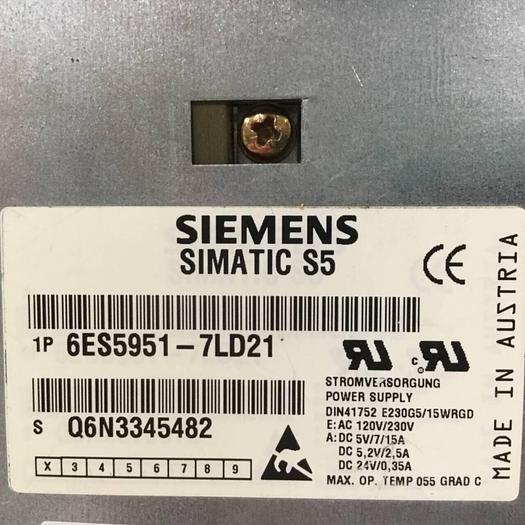 SIEMENS
SIMATIC S5
1P 6ES5951-7LD21
S Q6N3345482
X 3 4 5 6 7 8 9
STROMVERSORGUNG
POWER SUPPLY
DIN41752 E230G5/15WRGD
E: AC 120V/230V
A: DC 5V/7/15A
DC 5,2V/2,5A
DC 24V/0,35A
MAX. OP. TEMP 055 GRAD C
CE
c
MADE IN AUSTRIA